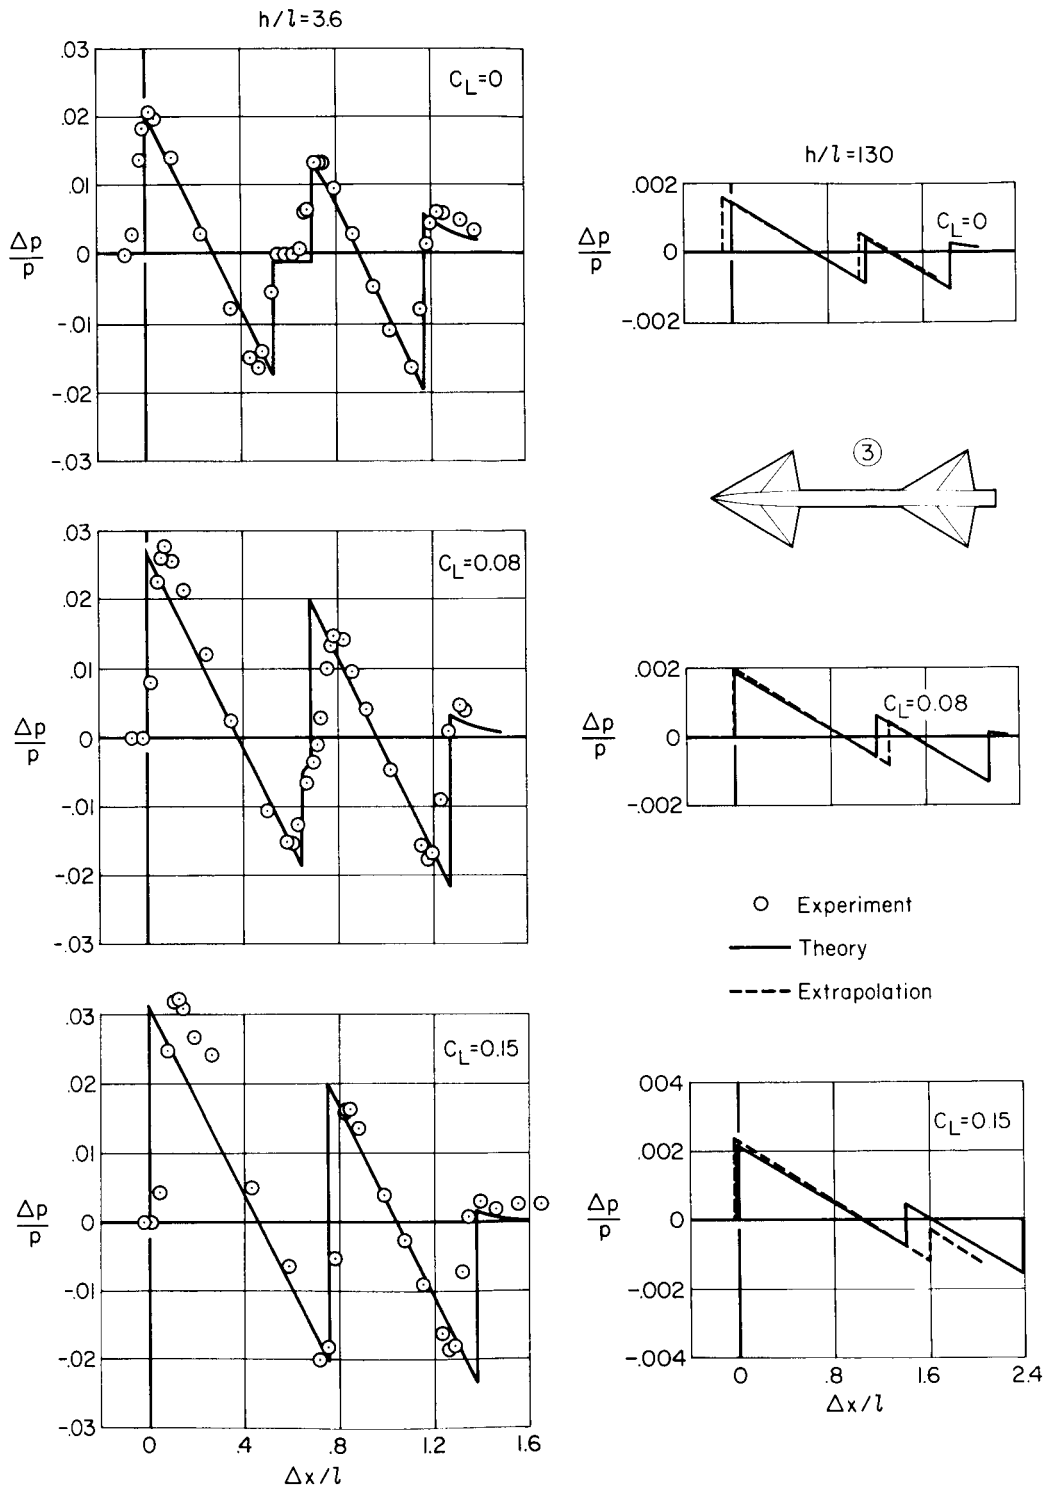 h/l=3.6
.03
.02
.01
0
-.01
-.02
-.03
Δp
p
C_L=0
h/l=130
.002
0
-.002
Δp
p
C_L=0
3
.03
.02
.01
0
-.01
-.02
-.03
Δp
p
C_L=0.08
.002
0
-.002
Δp
p
C_L=0.08
Experiment
Theory
Extrapolation
.03
.02
.01
0
-.01
-.02
-.03
Δp
p
C_L=0.15
0 .4 .8 1.2 1.6
Δx/l
.004
.002
0
-.002
-.004
Δp
p
C_L=0.15
0 .8 1.6 2.4
Δx/l